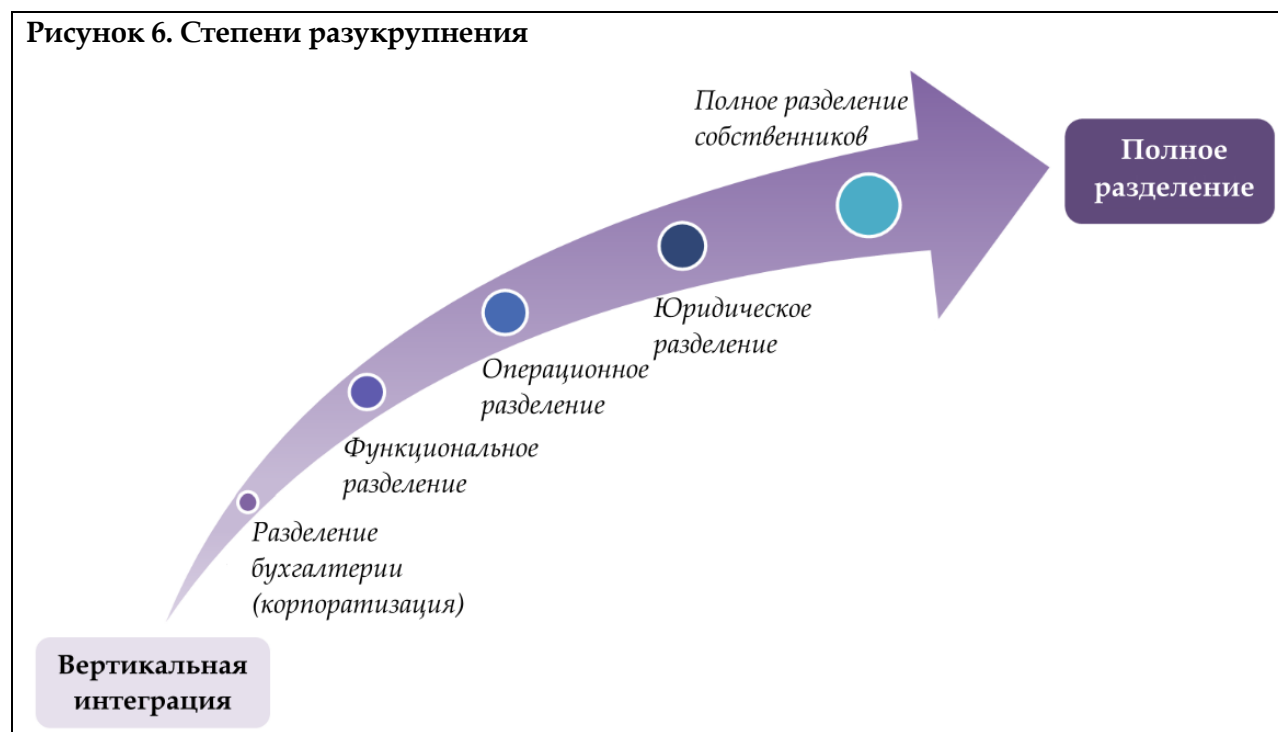 Рисунок 6. Степени разукрупнения
Полное разделение
собственников
Полное
разделение
Юридическое
разделение
Операционное
разделение
Функциональное
разделение
Разделение
бухгалтерии
(корпоратизация)
Вертикальная
интеграция